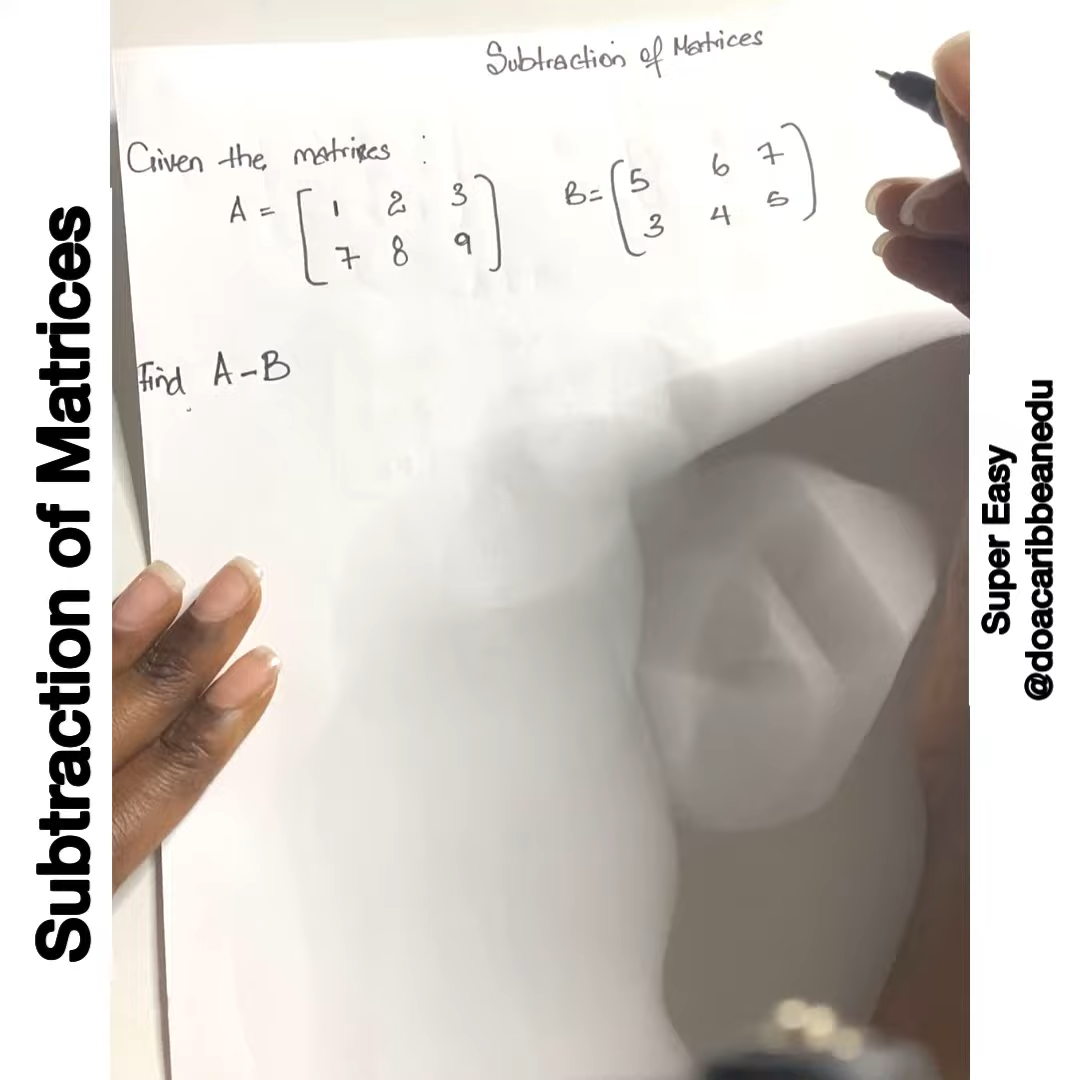 Subtraction of Matrices
Subtraction of Matrices
Given the matrixes :
A = [ 1 2 3
7 8 9 ]
B = ( 5 6 7
3 4 5 )
Find A - B
Super Easy
@doacaribbeanedu